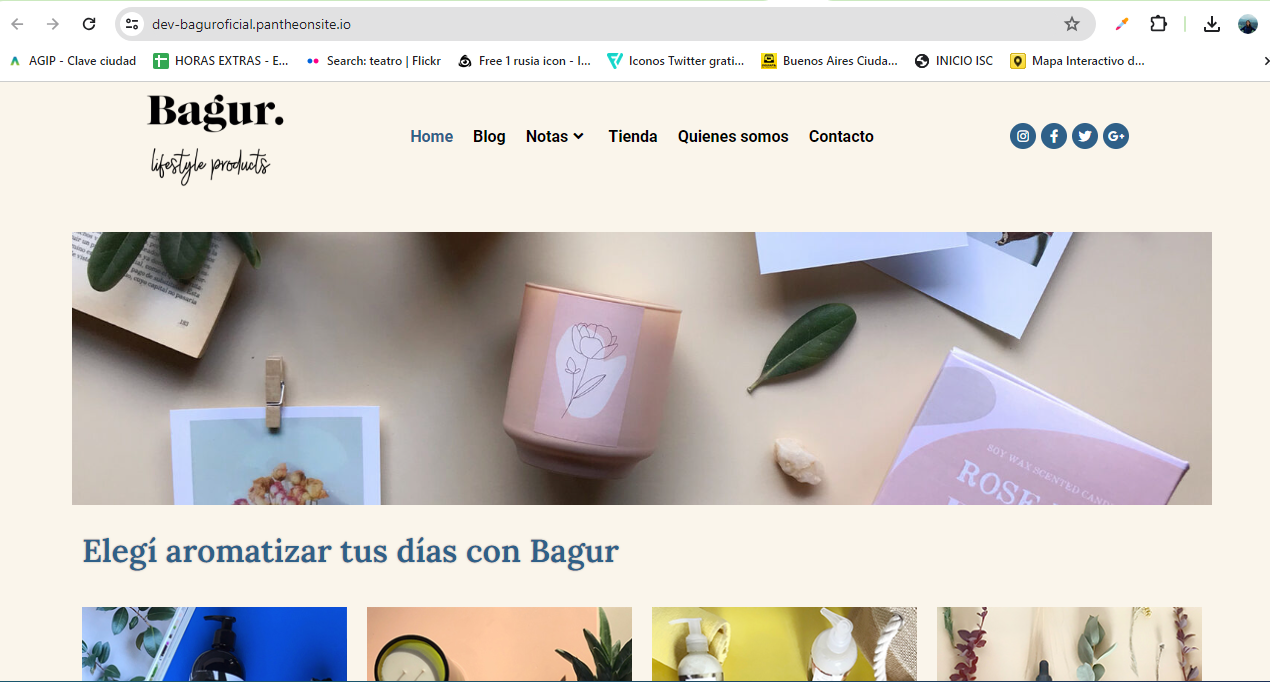 dev-baguroficial.pantheonsite.io
AGIP - Clave ciudad
HORAS EXTRAS - E...
Search: teatro | Flickr
Free 1 rusia icon - I...
Iconos Twitter grati...
Buenos Aires Ciuda...
INICIO ISC
Mapa Interactivo d...
Bagur.
lifestyle products
Home
Blog
Notas
Tienda
Quienes somos
Contacto
G+
183
SOY WAX SCENTED CAND
ROSE
Elegí aromatizar tus días con Bagur